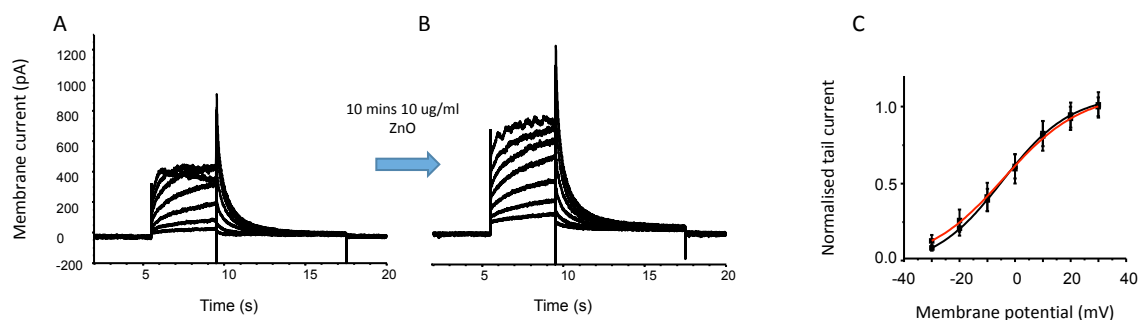 A
B
C
Membrane current (pA)
1200
1000
800
600
400
200
0
-200
5
10
15
20
Time (s)
10 mins 10 ug/ml
ZnO
5
10
15
20
Time (s)
Normalised tail current
1.0
0.5
0.0
-40
-20
0
20
40
Membrane potential (mV)